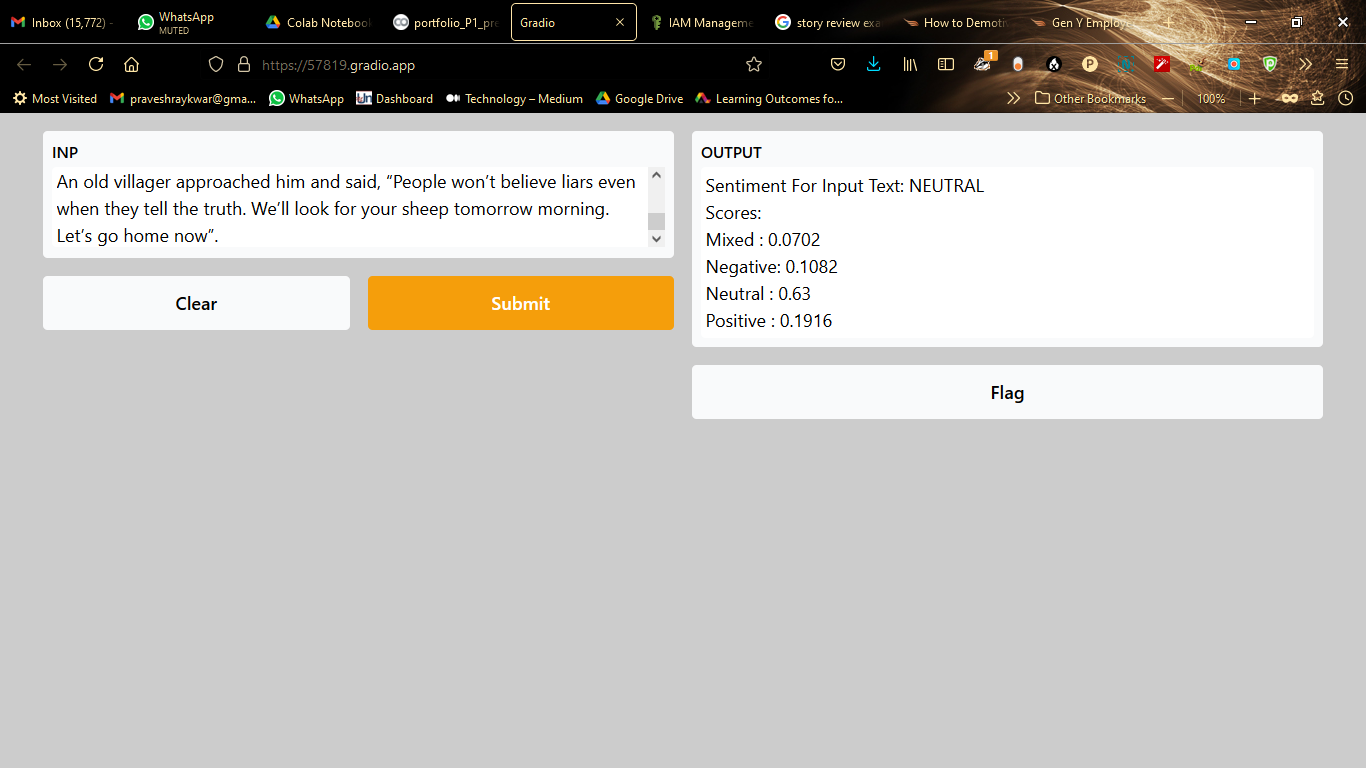 Inbox (15,772) -
WhatsApp
MUTED
Colab Notebook
portfolio_P1_pre
Gradio
IAM Manageme
story review exa
How to Demoti
Gen Y Employe
https://57819.gradio.app
1
Most Visited
praveshraykwar@gma...
WhatsApp
Dashboard
Technology – Medium
Google Drive
Learning Outcomes fo...
Other Bookmarks
100%
INP
An old villager approached him and said, “People won’t believe liars even
when they tell the truth. We’ll look for your sheep tomorrow morning.
Let’s go home now”.
Clear
Submit
OUTPUT
Sentiment For Input Text: NEUTRAL
Scores:
Mixed : 0.0702
Negative: 0.1082
Neutral : 0.63
Positive : 0.1916
Flag